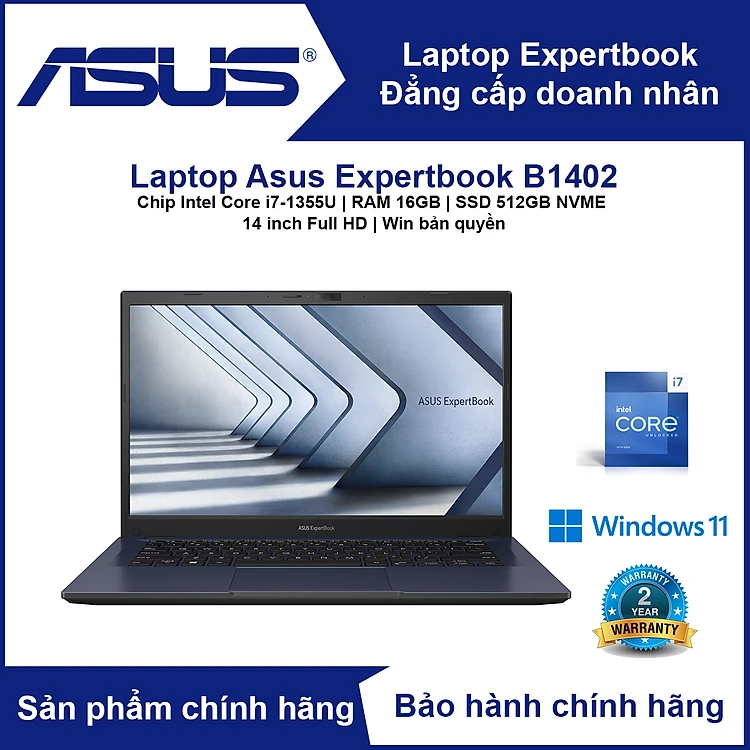 ASUS®
Laptop Expertbook
Đẳng cấp doanh nhân
Laptop Asus Expertbook B1402
Chip Intel Core i7-1355U | RAM 16GB | SSD 512GB NVME
14 inch Full HD | Win bản quyền
ASUS ExpertBook
ASUS ExpertBook
i7
intel
CORE
UNLOCKED
Windows 11
WARRANTY
2
YEAR
WARRANTY
Sản phẩm chính hãng
Bảo hành chính hãng